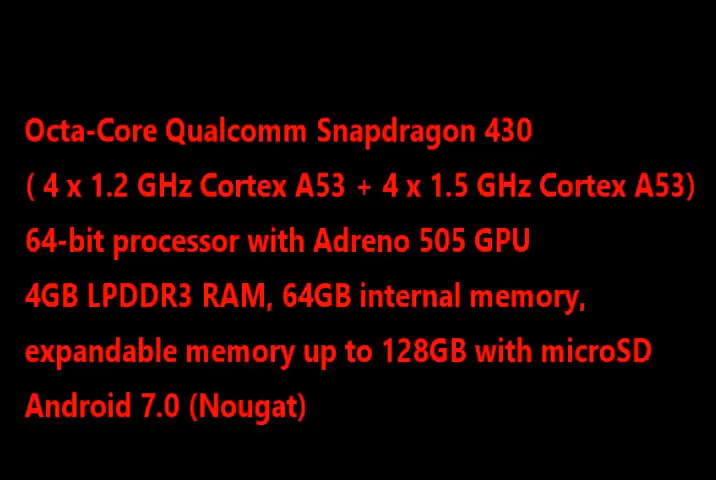 Octa-Core Qualcomm Snapdragon 430
( 4 x 1.2 GHz Cortex A53 + 4 x 1.5 GHz Cortex A53)
64-bit processor with Adreno 505 GPU
4GB LPDDR3 RAM, 64GB internal memory,
expandable memory up to 128GB with microSD
Android 7.0 (Nougat)